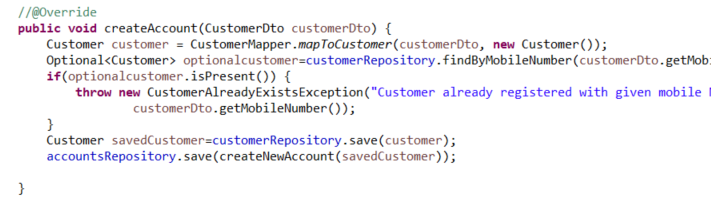 //@Override
public void createAccount(CustomerDto customerDto) {
    Customer customer = CustomerMapper.mapToCustomer(customerDto, new Customer());
    Optional<Customer> optionalcustomer=customerRepository.findByMobileNumber(customerDto.getMobi
    if(optionalcustomer.isPresent()) {
        throw new CustomerAlreadyExistsException("Customer already registered with given mobile
                customerDto.getMobileNumber());
    }
    Customer savedCustomer=customerRepository.save(customer);
    accountsRepository.save(createNewAccount(savedCustomer));
}